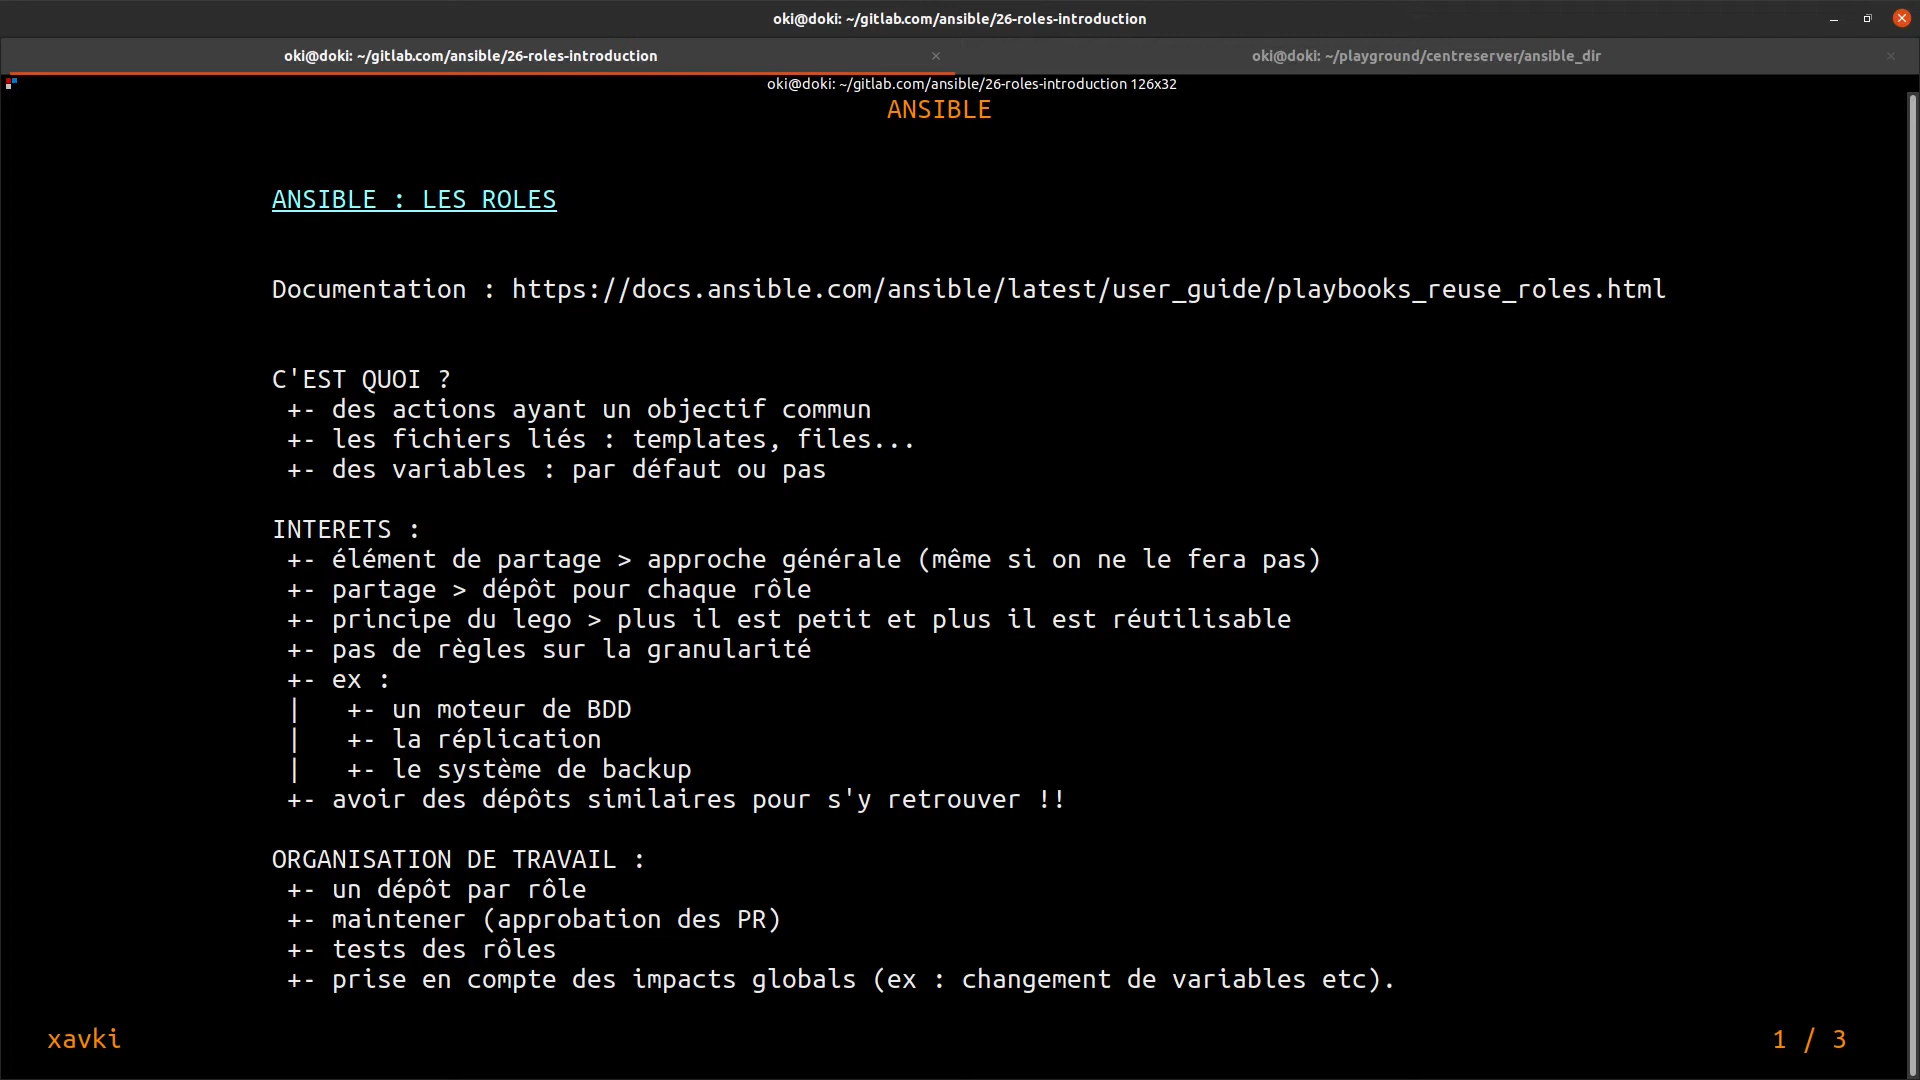 oki@doki: ~/gitlab.com/ansible/26-roles-introduction
oki@doki: ~/gitlab.com/ansible/26-roles-introduction
oki@doki: ~/playground/centreserver/ansible_dir
oki@doki: ~/gitlab.com/ansible/26-roles-introduction 126x32
ANSIBLE
ANSIBLE : LES ROLES
Documentation : https://docs.ansible.com/ansible/latest/user_guide/playbooks_reuse_roles.html
C'EST QUOI ?
+- des actions ayant un objectif commun
+- les fichiers liés : templates, files...
+- des variables : par défaut ou pas
INTERETS :
+- élément de partage > approche générale (même si on ne le fera pas)
+- partage > dépôt pour chaque rôle
+- principe du lego > plus il est petit et plus il est réutilisable
+- pas de règles sur la granularité
+- ex :
|   +- un moteur de BDD
|   +- la réplication
|   +- le système de backup
+- avoir des dépôts similaires pour s'y retrouver !!
ORGANISATION DE TRAVAIL :
+- un dépôt par rôle
+- maintener (approbation des PR)
+- tests des rôles
+- prise en compte des impacts globals (ex : changement de variables etc).
xavki
1 / 3